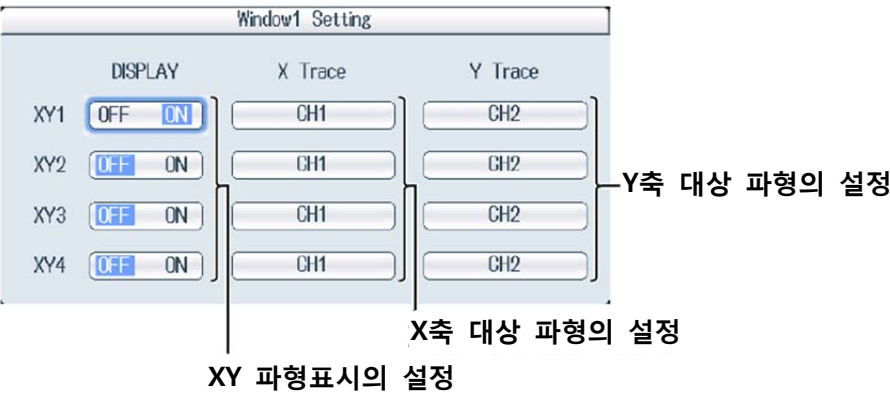 Window1 Setting
DISPLAY X Trace Y Trace
XY1 OFF ON CH1 CH2
XY2 OFF ON CH1 CH2
XY3 OFF ON CH1 CH2
XY4 OFF ON CH1 CH2
Y축 대상 파형의 설정
X축 대상 파형의 설정
XY 파형표시의 설정